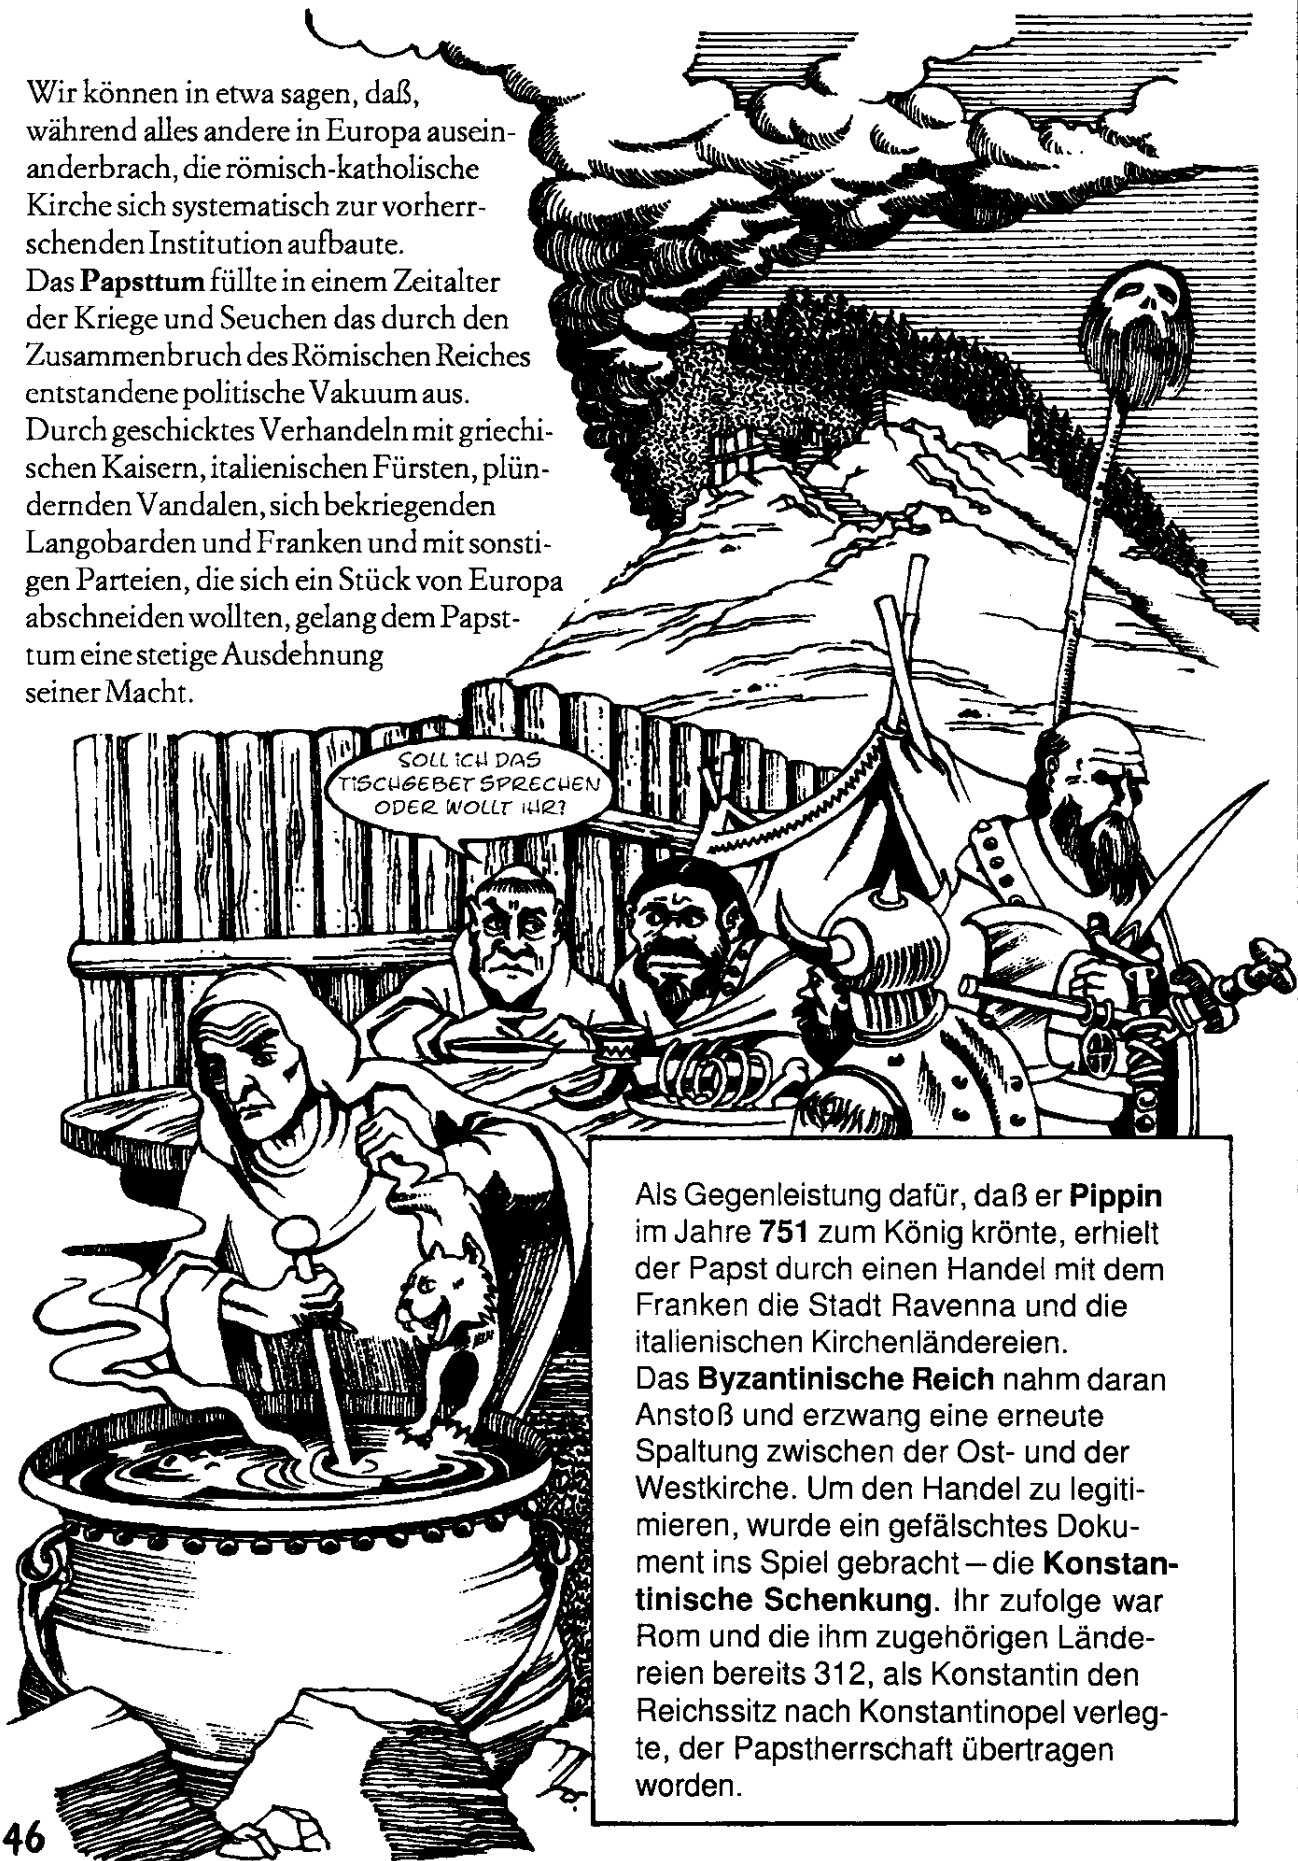 Wir können in etwa sagen, daß,
während alles andere in Europa ausein-
anderbrach, die römisch-katholische
Kirche sich systematisch zur vorherr-
schenden Institution aufbaute.
Das Papsttum füllte in einem Zeitalter
der Kriege und Seuchen das durch den
Zusammenbruch des Römischen Reiches
entstandene politische Vakuum aus.
Durch geschicktes Verhandeln mit griechi-
schen Kaisern, italienischen Fürsten, plün-
dernden Vandalen, sich bekriegenden
Langobarden und Franken und mit sonsti-
gen Parteien, die sich ein Stück von Europa
abschneiden wollten, gelang dem Papst-
tum eine stetige Ausdehnung
seiner Macht.
SOLL ICH DAS
TISCHGEBET SPRECHEN
ODER WOLLT IHR?
Als Gegenleistung dafür, daß er Pippin
im Jahre 751 zum König krönte, erhielt
der Papst durch einen Handel mit dem
Franken die Stadt Ravenna und die
italienischen Kirchenländereien.
Das Byzantinische Reich nahm daran
Anstoß und erzwang eine erneute
Spaltung zwischen der Ost- und der
Westkirche. Um den Handel zu legiti-
mieren, wurde ein gefälschtes Doku-
ment ins Spiel gebracht – die Konstan-
tinische Schenkung. Ihr zufolge war
Rom und die ihm zugehörigen Lände-
reien bereits 312, als Konstantin den
Reichssitz nach Konstantinopel verleg-
te, der Papstherrschaft übertragen
worden.
46